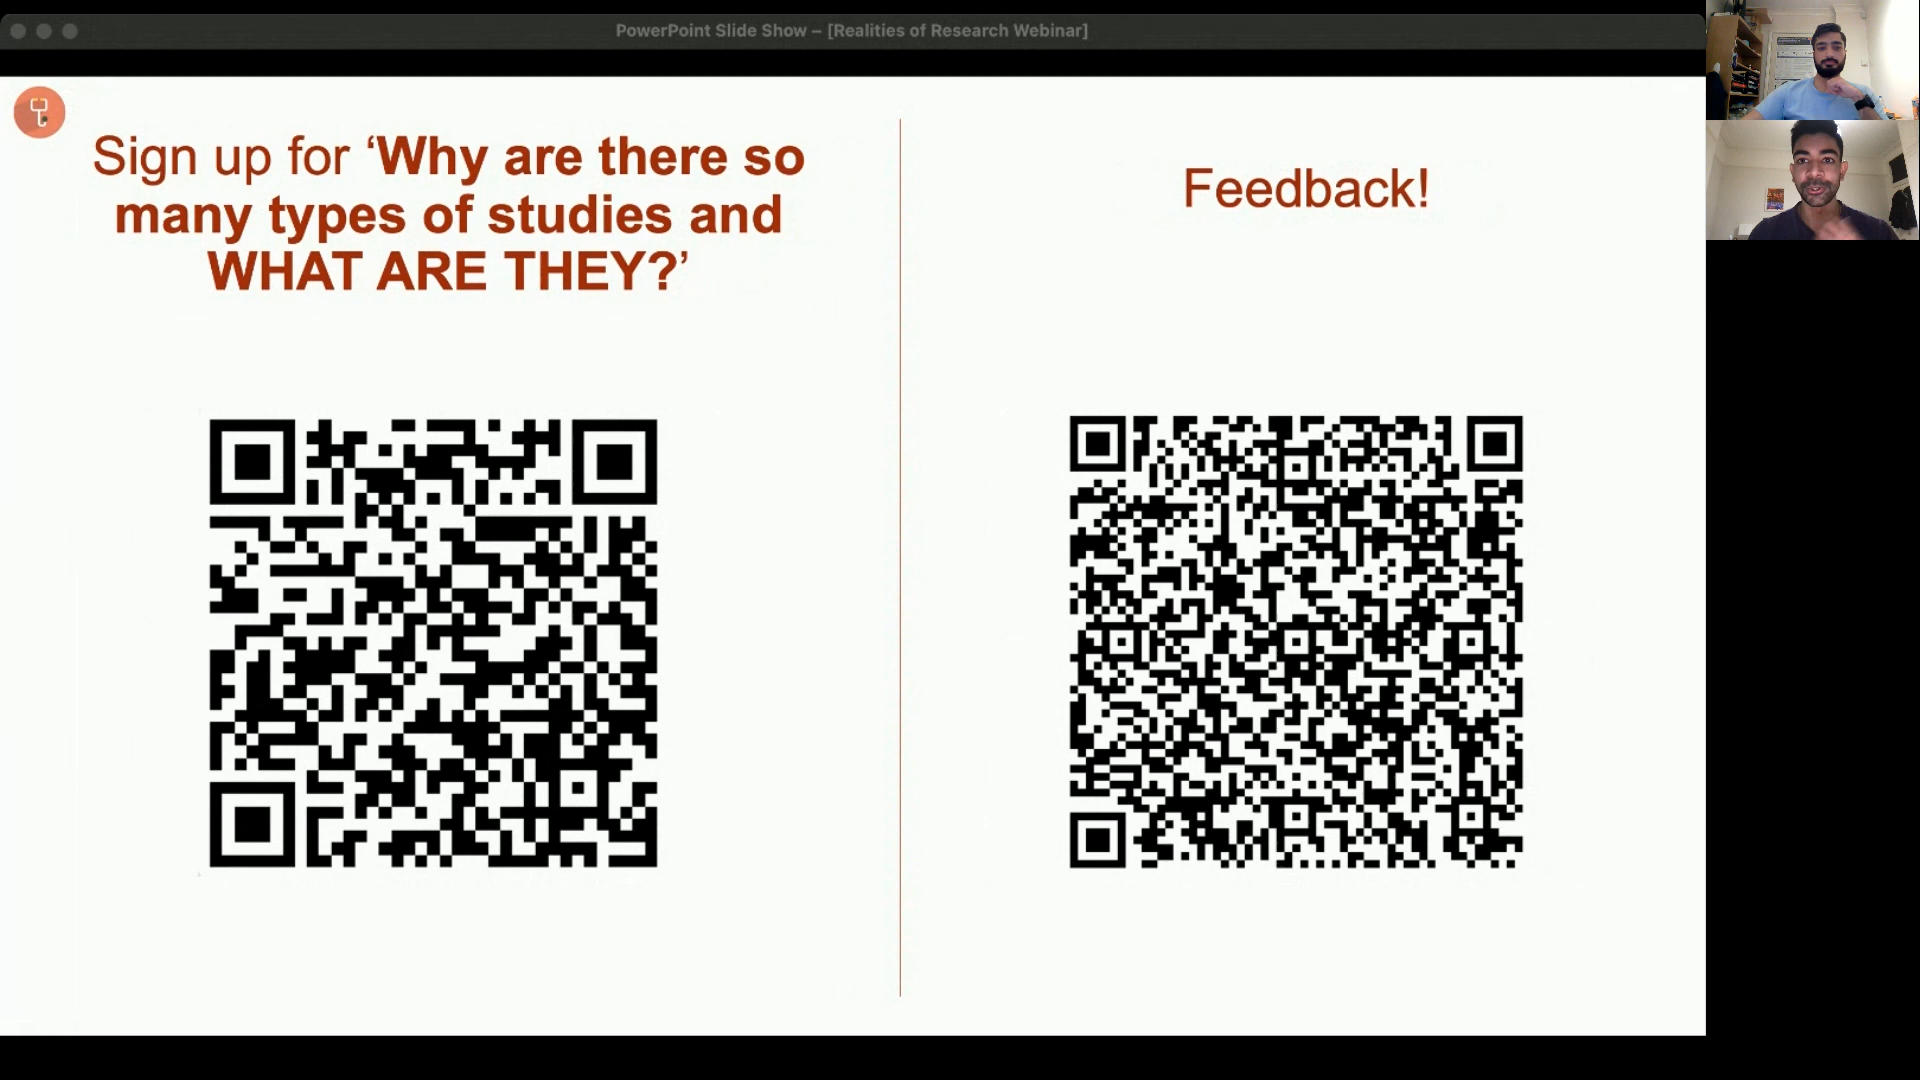 PowerPoint Slide Show – [Realities of Research Webinar]
Sign up for ‘Why are there so
many types of studies and
WHAT ARE THEY?’
Feedback!